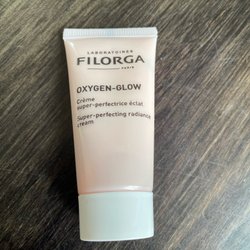 LABORATOIRES
FILORGA
PARIS
OXYGEN-GLOW
Crème
super-perfectrice éclat
Super-perfecting radiance
cream